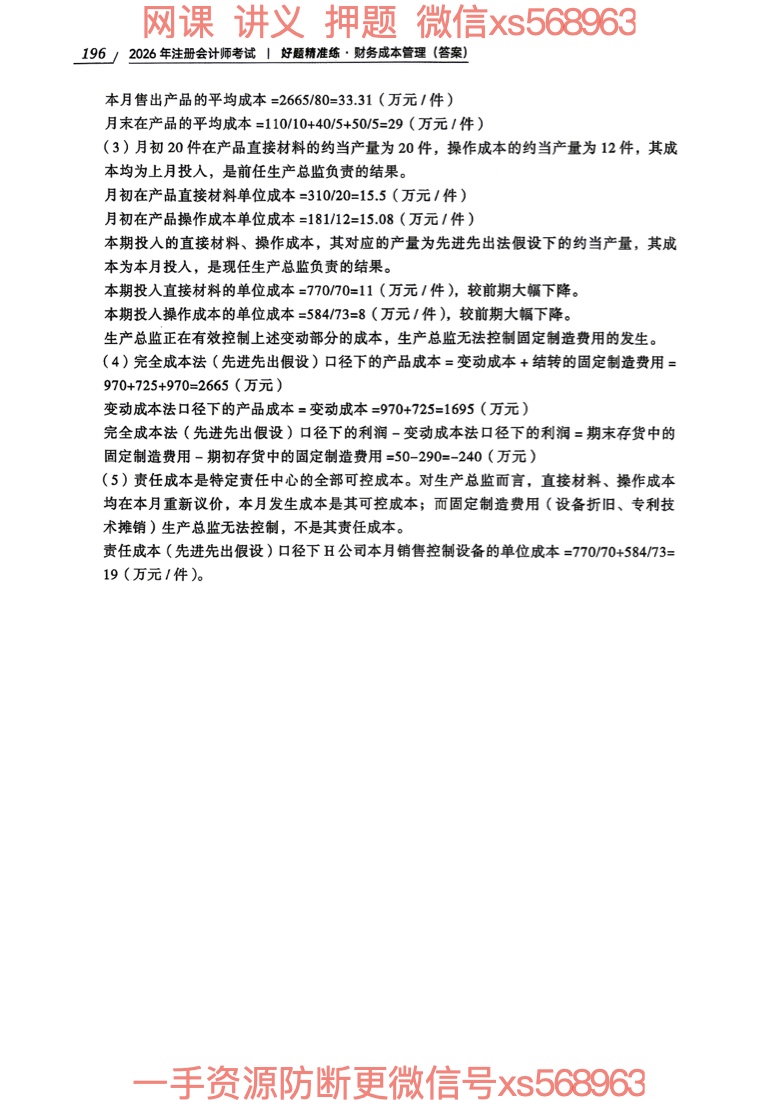 网课 讲义 押题 微信xs568963
196 / 2026 年注册会计师考试 | 好题精准练·财务成本管理（答案）
本月售出产品的平均成本 =2665/80=33.31（万元 / 件）
月末在产品的平均成本 =110/10+40/5+50/5=29（万元 / 件）
（3）月初 20 件在产品直接材料的约当产量为 20 件，操作成本的约当产量为 12 件，其成
本均为上月投入，是前任生产总监负责的结果。
月初在产品直接材料单位成本 =310/20=15.5（万元 / 件）
月初在产品操作成本单位成本 =181/12=15.08（万元 / 件）
本期投入的直接材料、操作成本，其对应的产量为先进先出法假设下的约当产量，其成
本为本月投入，是现任生产总监负责的结果。
本期投入直接材料的单位成本 =770/70=11（万元 / 件），较前期大幅下降。
本期投入操作成本的单位成本 =584/73=8（万元 / 件），较前期大幅下降。
生产总监正在有效控制上述变动部分的成本，生产总监无法控制固定制造费用的发生。
（4）完全成本法（先进先出假设）口径下的产品成本 = 变动成本 + 结转的固定制造费用 =
970+725+970=2665（万元）
变动成本法口径下的产品成本 = 变动成本 =970+725=1695（万元）
完全成本法（先进先出假设）口径下的利润 − 变动成本法口径下的利润 = 期末存货中的
固定制造费用 − 期初存货中的固定制造费用 =50−290=−240（万元）
（5）责任成本是特定责任中心的全部可控成本。对生产总监而言，直接材料、操作成本
均在本月重新议价，本月发生成本是其可控成本；而固定制造费用（设备折旧、专利技
术摊销）生产总监无法控制，不是其责任成本。
责任成本（先进先出假设）口径下 H 公司本月销售控制设备的单位成本 =770/70+584/73=
19（万元 / 件）。
一手资源防断更微信号xs568963